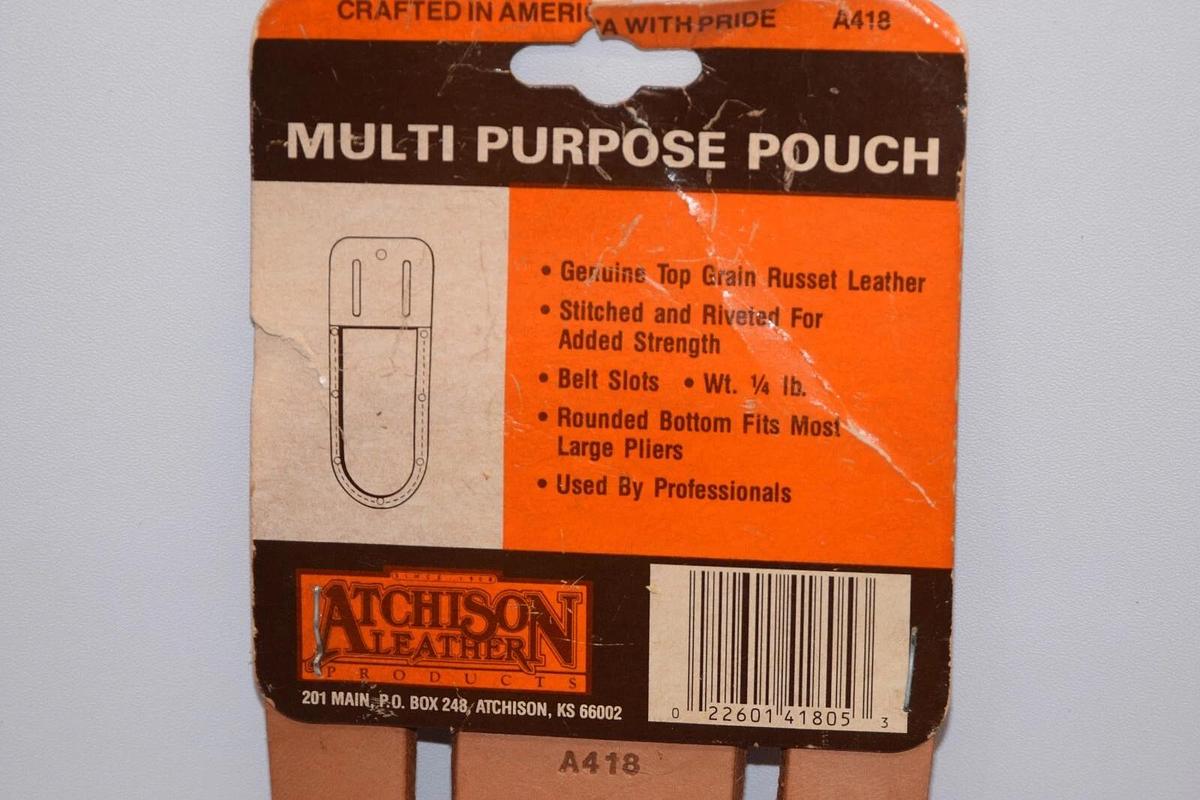 CRAFTED IN AMERICA WITH PRIDE A418
MULTI PURPOSE POUCH
• Genuine Top Grain Russet Leather
• Stitched and Riveted For
Added Strength
• Belt Slots • Wt. ¼ lb.
• Rounded Bottom Fits Most
Large Pliers
• Used By Professionals
ATCHISON
LEATHER
PRODUCTS
201 MAIN, P.O. BOX 248, ATCHISON, KS 66002
0 22601 41805 3
A418